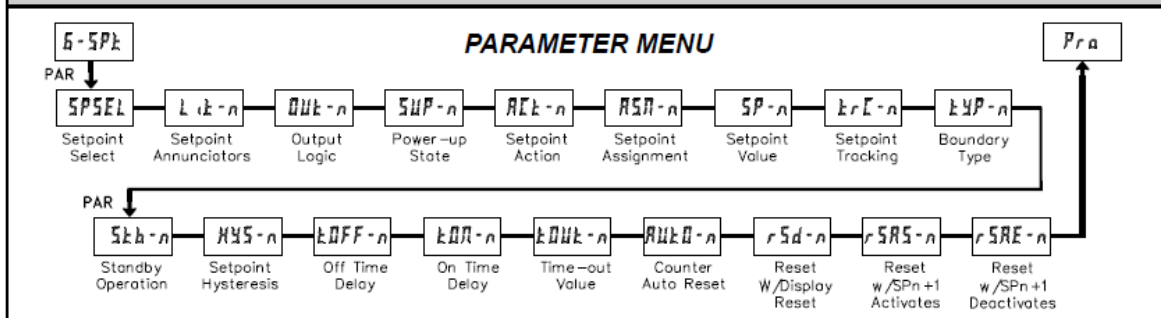 6-SPt
PARAMETER MENU
Pro
PAR
SPSEL
Lit-n
OUt-n
SUP-n
ACt-n
ASN-n
SP-n
trC-n
tYP-n
Setpoint Select
Setpoint Annunciators
Output Logic
Power-up State
Setpoint Action
Setpoint Assignment
Setpoint Value
Setpoint Tracking
Boundary Type
PAR
Stb-n
HYS-n
tOFF-n
tON-n
tOUt-n
AUtO-n
rSd-n
rSAS-n
rSAE-n
Standby Operation
Setpoint Hysteresis
Off Time Delay
On Time Delay
Time-out Value
Counter Auto Reset
Reset W/Display Reset
Reset w/SPn+1 Activates
Reset w/SPn+1 Deactivates